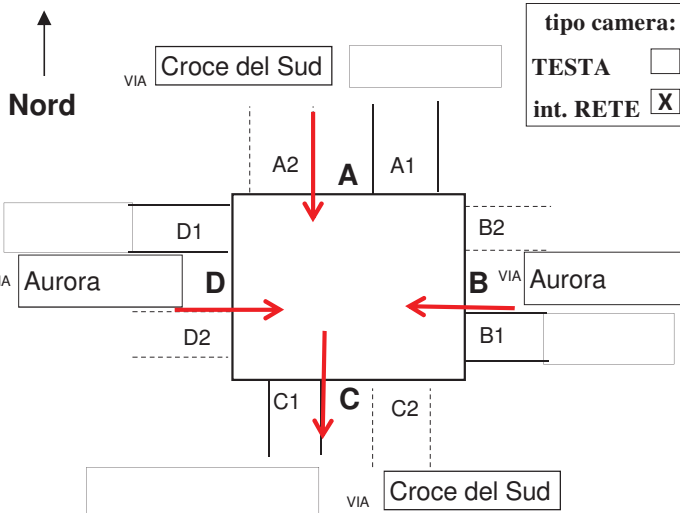 tipo camera:
VIA Croce del Sud
TESTA
Nord
int. RETE X
A2 A A1
D1 B2
VIA Aurora D B VIA Aurora
D2 B1
C1 C C2
VIA Croce del Sud